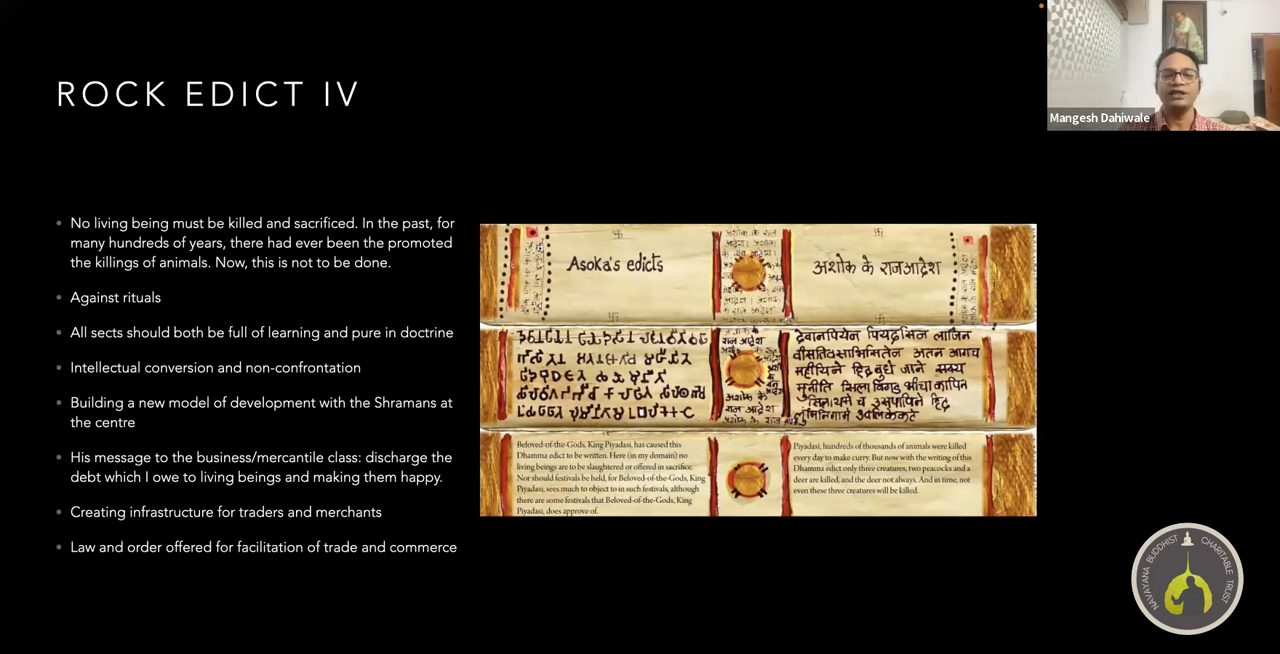 ROCK EDICT IV
Mangesh Dahiwale
No living being must be killed and sacrificed. In the past, for
many hundreds of years, there had ever been the promoted
the killings of animals. Now, this is not to be done.
Against rituals
All sects should both be full of learning and pure in doctrine
Intellectual conversion and non-confrontation
Building a new model of development with the Shramans at
the centre
His message to the business/mercantile class: discharge the
debt which I owe to living beings and making them happy.
Creating infrastructure for traders and merchants
Law and order offered for facilitation of trade and commerce
Asoka's edicts
अशोक के राजआदेश
देवानपियेन पियदसिन लाजिन
वीसतिवसाभिसितेन अतन आगच
महीयिते हिद बुधे जाते सक्य
Beloved-of-the-Gods, King Piyadasi, has caused this
Dhamma edict to be written. Here (in my domain) no
living beings are to be slaughtered or offered in sacrifice.
Nor should festivals be held, for Beloved-of-the-Gods, King
Piyadasi, sees much to object to in such festivals, although
there are some festivals that Beloved-of-the-Gods, King
Piyadasi, does approve of.
Piyadasi, hundreds of thousands of animals were killed
every day to make curry. But now with the writing of this
Dhamma edict only three creatures, two peacocks and a
deer are killed, and the deer not always. And in time, not
even these three creatures will be killed.
NAVAYANA BUDDHIST CHARITABLE TRUST